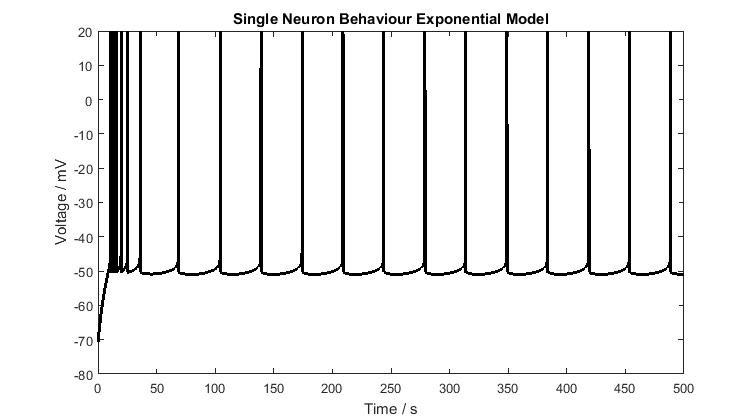 Single Neuron Behaviour Exponential Model
20
10
0
-10
-20
-30
-40
-50
-60
-70
-80
Voltage / mV
0 50 100 150 200 250 300 350 400 450 500
Time / s